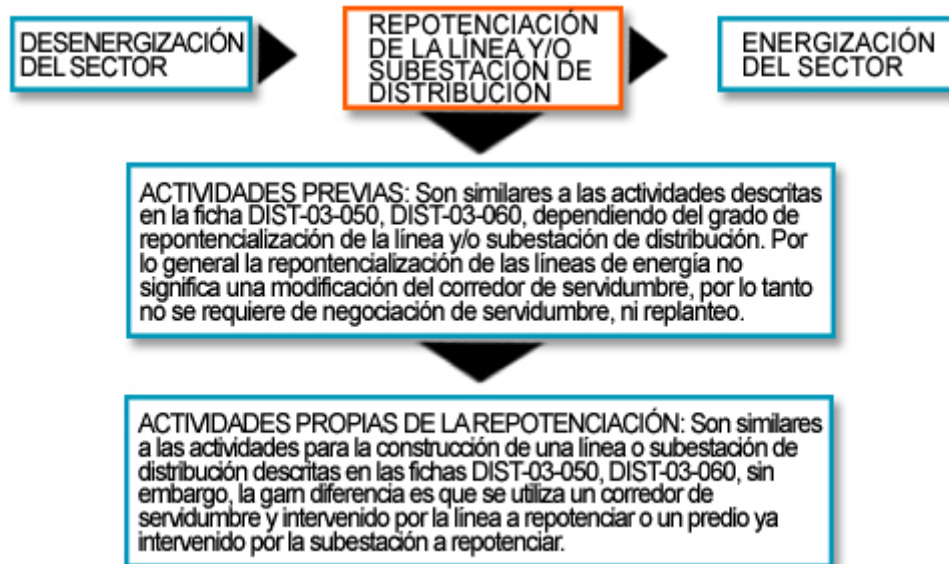 DESENERGIZACIÓN
DEL SECTOR
REPOTENCIACIÓN
DE LA LÍNEA Y/O
SUBESTACIÓN DE
DISTRIBUCIÓN
ENERGIZACIÓN
DEL SECTOR
ACTIVIDADES PREVIAS: Son similares a las actividades descritas
en la ficha DIST-03-050, DIST-03-060, dependiendo del grado de
repontencialización de la línea y/o subestación de distribución. Por
lo general la repontencialización de las líneas de energía no
significa una modificación del corredor de servidumbre, por lo tanto
no se requiere de negociación de servidumbre, ni replanteo.
ACTIVIDADES PROPIAS DE LA REPOTENCIACIÓN: Son similares
a las actividades para la construcción de una línea o subestación de
distribución descritas en las fichas DIST-03-050, DIST-03-060, sin
embargo, la garn diferencia es que se utiliza un corredor de
servidumbre y intervenido por la línea a repotenciar o un predio ya
intervenido por la subestación a repotenciar.